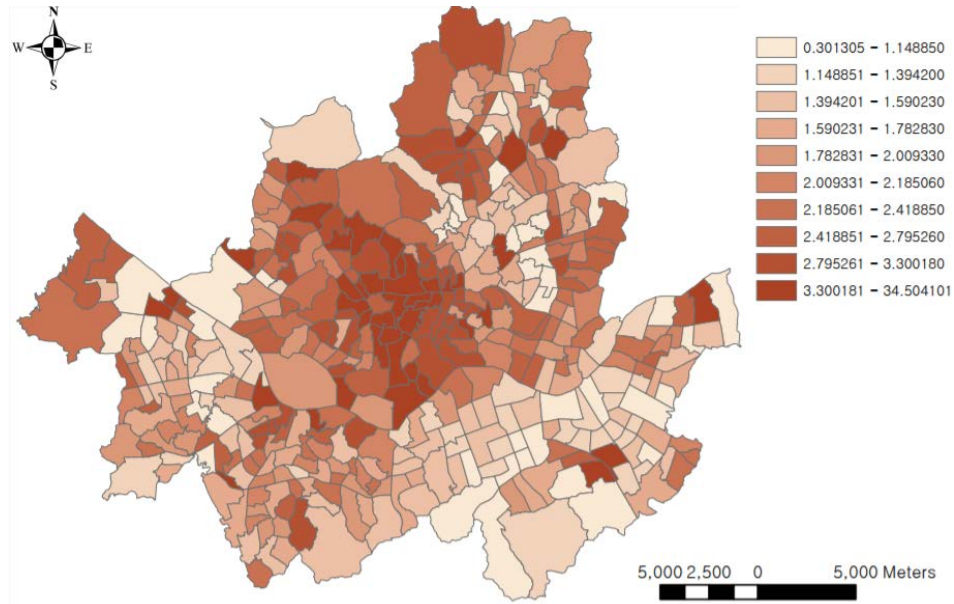 N
W E
S
0.301305 - 1.148850
1.148851 - 1.394200
1.394201 - 1.590230
1.590231 - 1.782830
1.782831 - 2.009330
2.009331 - 2.185060
2.185061 - 2.418850
2.418851 - 2.795260
2.795261 - 3.300180
3.300181 - 34.504101
5,000 2,500 0 5,000 Meters